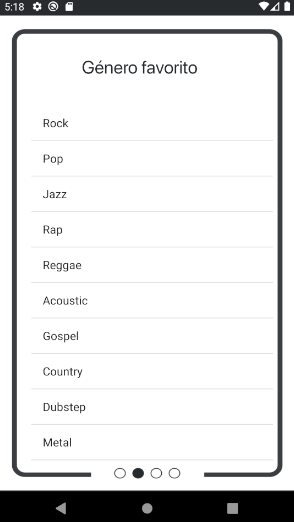 5:18
Género favorito
Rock
Pop
Jazz
Rap
Reggae
Acoustic
Gospel
Country
Dubstep
Metal